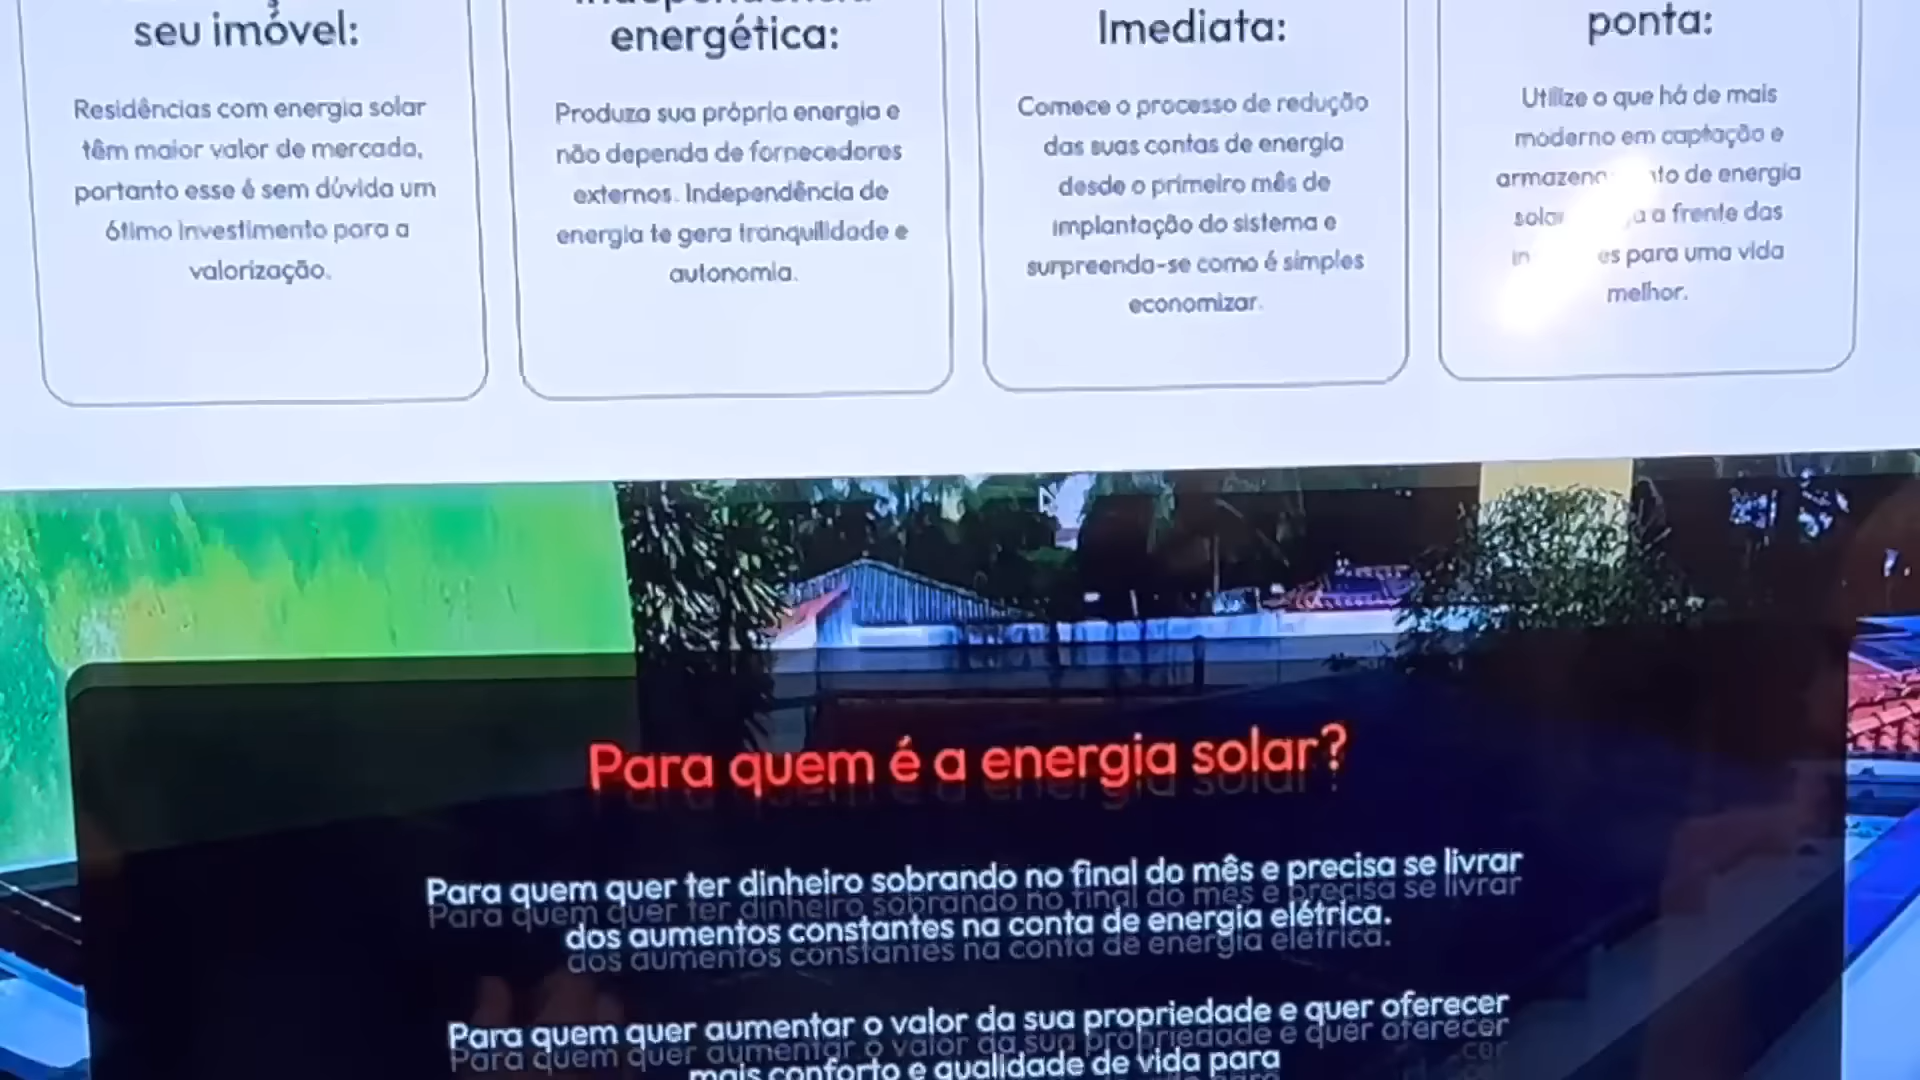 seu imóvel:
Residências com energia solar
têm maior valor de mercado,
portanto esse é sem dúvida um
ótimo investimento para a
valorização.
energética:
Produza sua própria energia e
não dependa de fornecedores
externos. Independência de
energia te gera tranquilidade e
autonomia.
Imediata:
Comece o processo de redução
das suas contas de energia
desde o primeiro mês de
implantação do sistema e
surpreenda-se como é simples
economizar.
ponta:
Utilize o que há de mais
moderno em captação e
de energia
a frente das
para uma vida
melhor.
Para quem é a energia solar?
Para quem quer ter dinheiro sobrando no final do mês e precisa se livrar
dos aumentos constantes na conta de energia elétrica.
Para quem quer aumentar o valor da sua propriedade e quer oferecer
mais conforto e qualidade de vida para